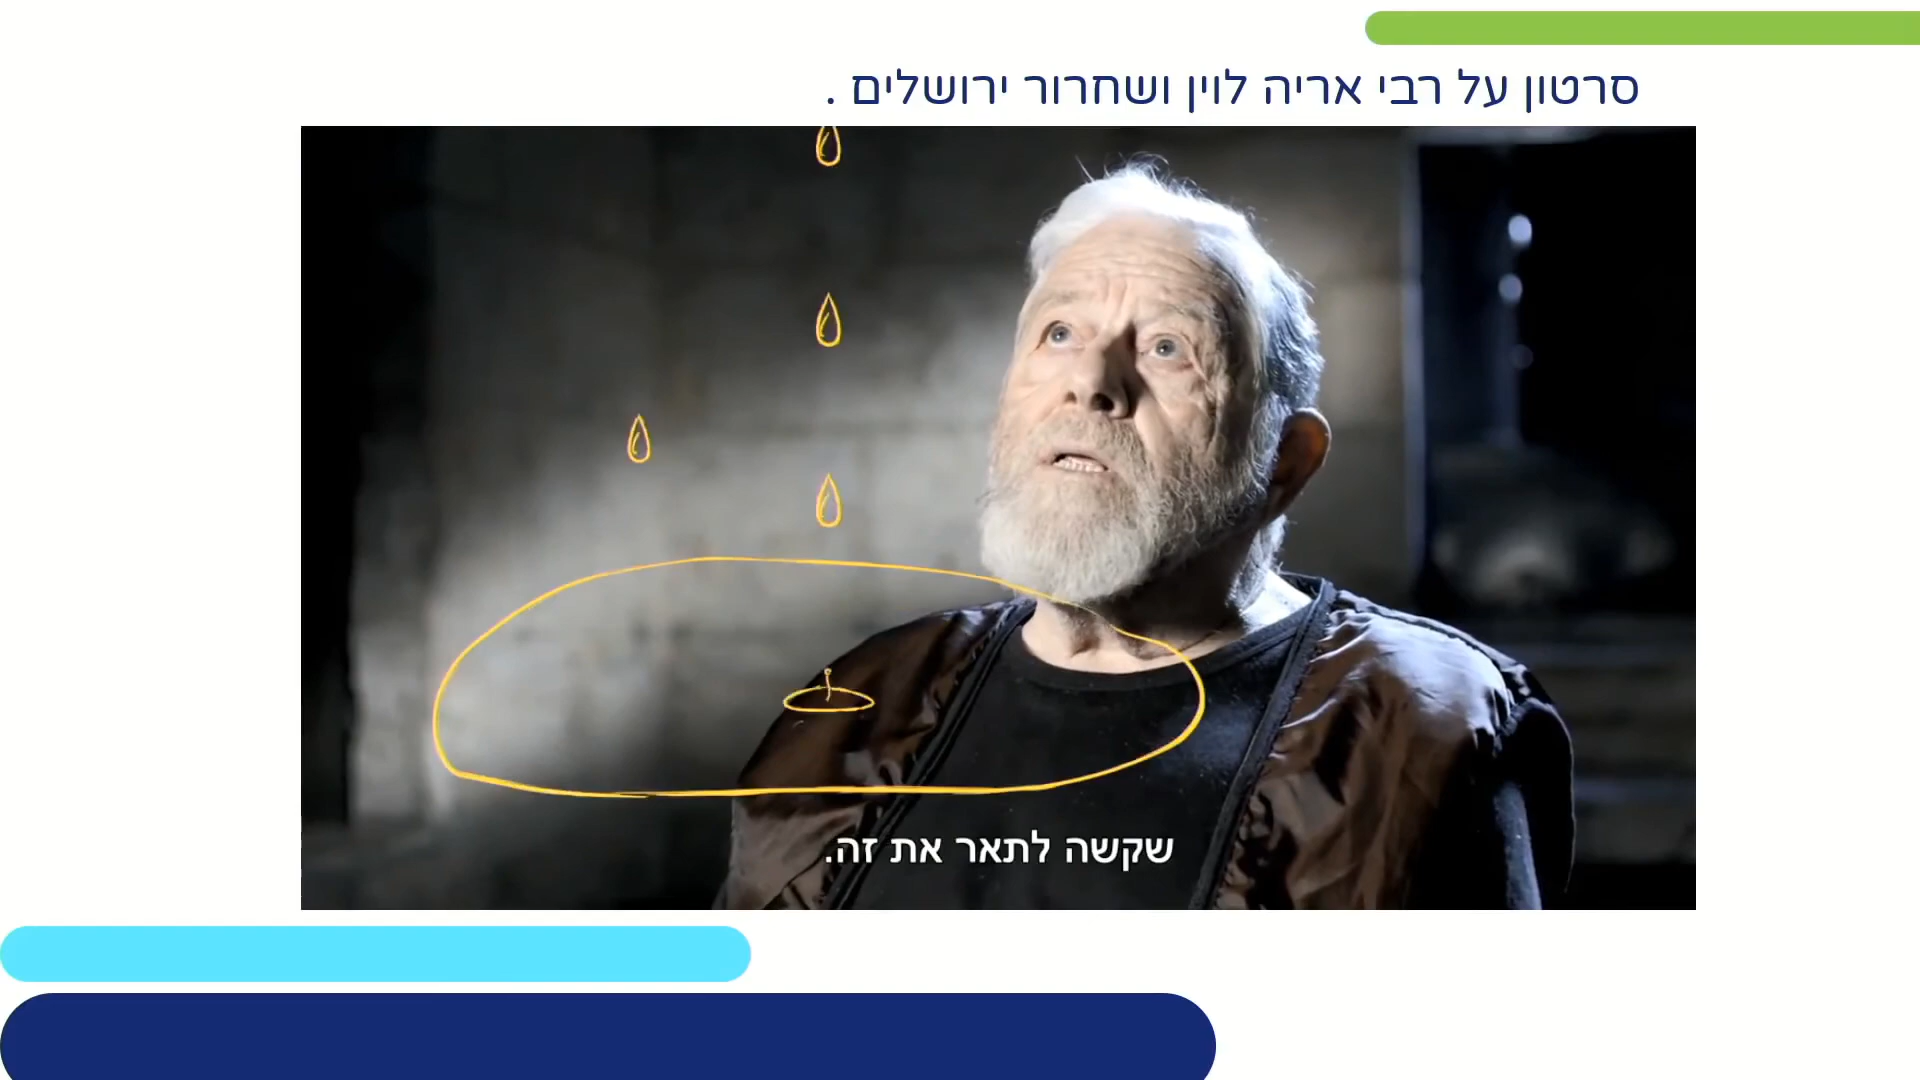 סרטון על רבי אריה לוין ושחרור ירושלים .
שקשה לתאר את זה.